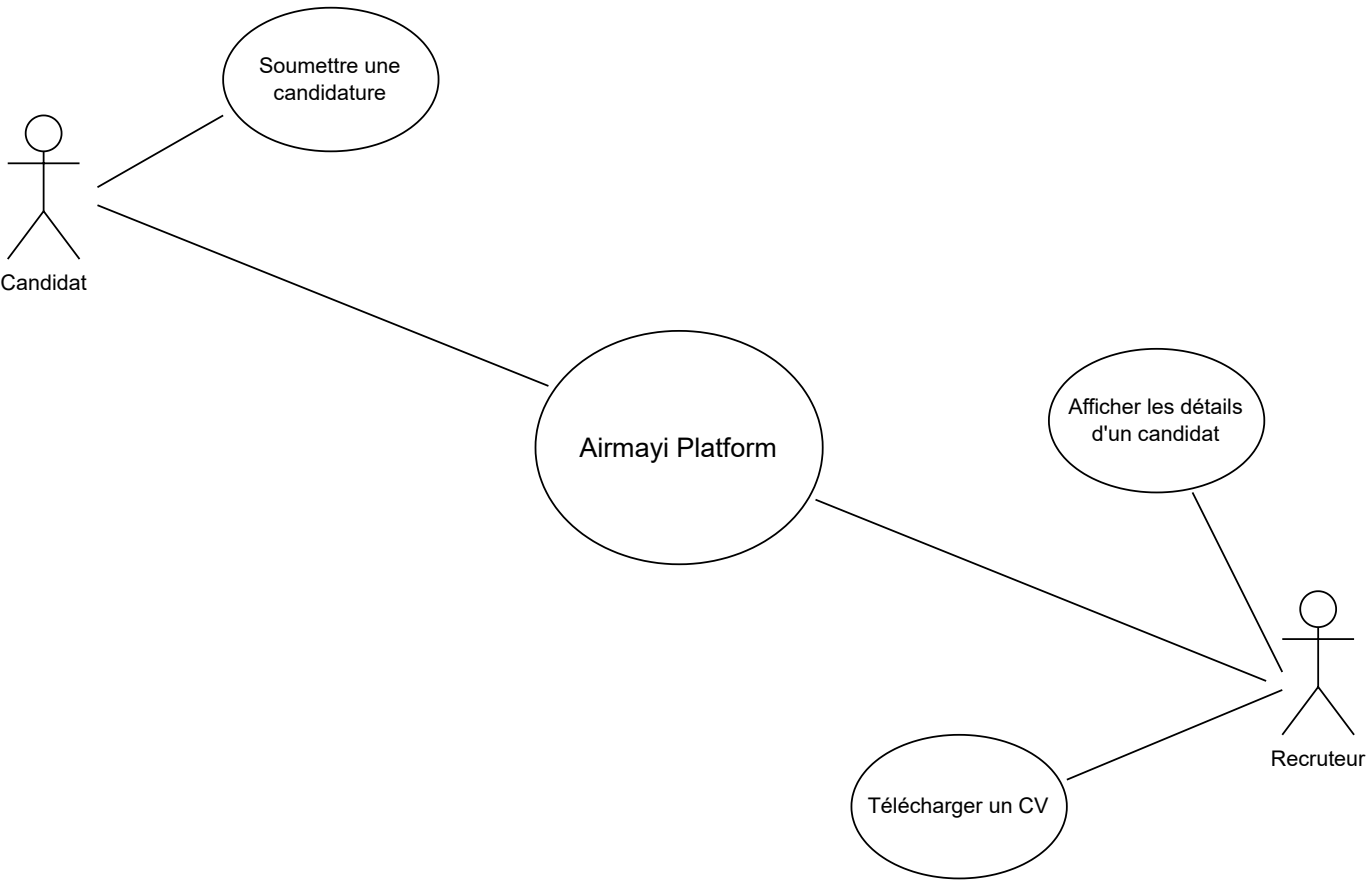 Soumettre une
candidature
Candidat
Airmayi Platform
Afficher les détails
d'un candidat
Recruteur
Télécharger un CV